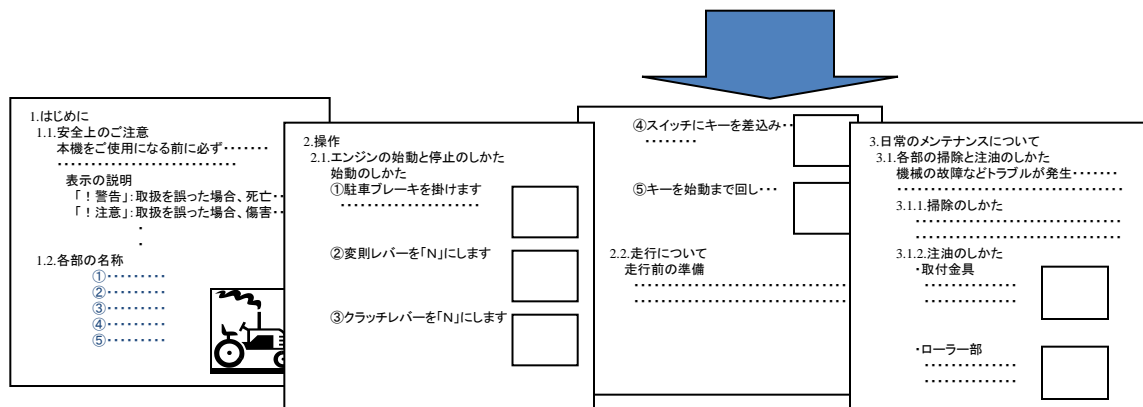 1.はじめに
1.1.安全上のご注意
本機をご使用になる前に必ず・・・・・・・
・・・・・・・・・・・・・・・・・・・・・・・・・・
表示の説明
「！警告」:取扱を誤った場合、死亡・・
「！注意」:取扱を誤った場合、傷害・・
・
・
1.2.各部の名称
①・・・・・・・・・
②・・・・・・・・・
③・・・・・・・・・
④・・・・・・・・・
⑤・・・・・・・・・
2.操作
2.1.エンジンの始動と停止のしかた
始動のしかた
①駐車ブレーキを掛けます
・・・・・・・・・・・・・・・・・・・・
②変則レバーを「N」にします
③クラッチレバーを「N」にします
④スイッチにキーを差込み・・
・・・・・・・・
⑤キーを始動まで回し・・・
2.2.走行について
走行前の準備
・・・・・・・・・・・・・・・・・・・・・・・・・・・・・・
・・・・・・・・・・・・・・・・・・・・・・・・・・・・・・
3.日常のメンテナンスについて
3.1.各部の掃除と注油のしかた
機械の故障などトラブルが発生・・・・・・・
・・・・・・・・・・・・・・・・・・・・・・・・・・・・・・・・
3.1.1.掃除のしかた
・・・・・・・・・・・・・・・・・・・・・・・・・・・・・
・・・・・・・・・・・・・・・・・・・・・・・・・・・・・
3.1.2.注油のしかた
・取付金具
・・・・・・・・・・・・・
・・・・・・・・・・・・・
・ローラー部
・・・・・・・・・・・・・
・・・・・・・・・・・・・